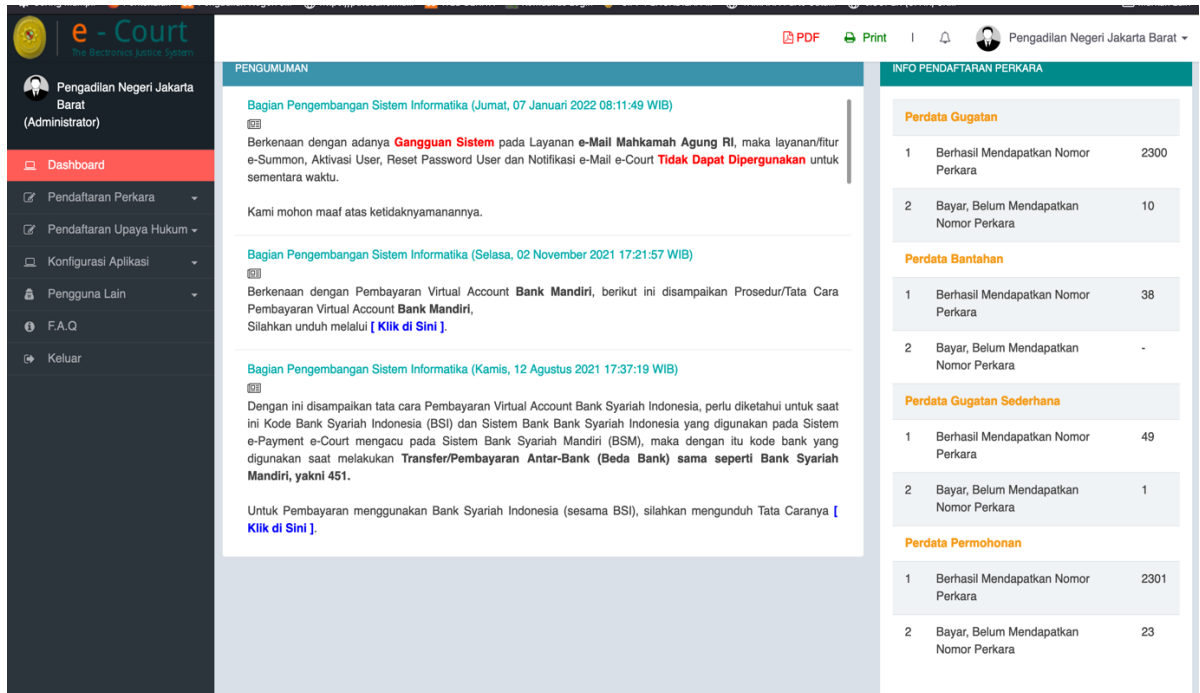 e - Court
The Electronics Justice System
PDF
Print
Pengadilan Negeri Jakarta Barat
Pengadilan Negeri Jakarta
Barat
(Administrator)
Dashboard
Pendaftaran Perkara
Pendaftaran Upaya Hukum
Konfigurasi Aplikasi
Pengguna Lain
F.A.Q
Keluar
PENGUMUMAN
Bagian Pengembangan Sistem Informatika (Jumat, 07 Januari 2022 08:11:49 WIB)
Berkenaan dengan adanya Gangguan Sistem pada Layanan e-Mail Mahkamah Agung RI, maka layanan/fitur
e-Summon, Aktivasi User, Reset Password User dan Notifikasi e-Mail e-Court Tidak Dapat Dipergunakan untuk
sementara waktu.
Kami mohon maaf atas ketidaknyamanannya.
Bagian Pengembangan Sistem Informatika (Selasa, 02 November 2021 17:21:57 WIB)
Berkenaan dengan Pembayaran Virtual Account Bank Mandiri, berikut ini disampaikan Prosedur/Tata Cara
Pembayaran Virtual Account Bank Mandiri,
Silahkan unduh melalui [ Klik di Sini ].
Bagian Pengembangan Sistem Informatika (Kamis, 12 Agustus 2021 17:37:19 WIB)
Dengan ini disampaikan tata cara Pembayaran Virtual Account Bank Syariah Indonesia, perlu diketahui untuk saat
ini Kode Bank Syariah Indonesia (BSI) dan Sistem Bank Bank Syariah Indonesia yang digunakan pada Sistem
e-Payment e-Court mengacu pada Sistem Bank Syariah Mandiri (BSM), maka dengan itu kode bank yang
digunakan saat melakukan Transfer/Pembayaran Antar-Bank (Beda Bank) sama seperti Bank Syariah
Mandiri, yakni 451.
Untuk Pembayaran menggunakan Bank Syariah Indonesia (sesama BSI), silahkan mengunduh Tata Caranya [
Klik di Sini ].
INFO PENDAFTARAN PERKARA
Perdata Gugatan
1 Berhasil Mendapatkan Nomor 2300
Perkara
2 Bayar, Belum Mendapatkan 10
Nomor Perkara
Perdata Bantahan
1 Berhasil Mendapatkan Nomor 38
Perkara
2 Bayar, Belum Mendapatkan -
Nomor Perkara
Perdata Gugatan Sederhana
1 Berhasil Mendapatkan Nomor 49
Perkara
2 Bayar, Belum Mendapatkan 1
Nomor Perkara
Perdata Permohonan
1 Berhasil Mendapatkan Nomor 2301
Perkara
2 Bayar, Belum Mendapatkan 23
Nomor Perkara